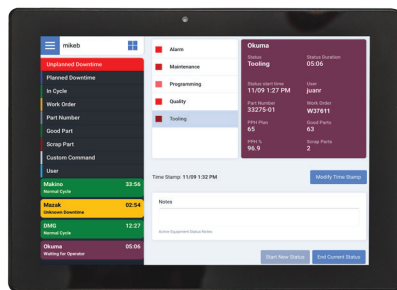 mikeb
Unplanned Downtime
Planned Downtime
In Cycle
Work Order
Part Number
Good Part
Scrap Part
Custom Command
User
Makino 33:56
Normal Cycle
Mazak 02:54
Unknown Downtime
DMG 12:27
Normal Cycle
Okuma 05:06
Waiting for Operator
Alarm
Maintenance
Programming
Quality
Tooling
Okuma
Status Status Duration
Tooling 05:06
Status start time User
11/09 1:27 PM juanr
Part Number Work Order
33275-01 W37611
PPH Plan Good Parts
65 63
PPH % Scrap Parts
96.9 2
Time Stamp: 11/09 1:32 PM
Modify Time Stamp
Notes
Active Equipment Status Notes
Start New Status
End Current Status